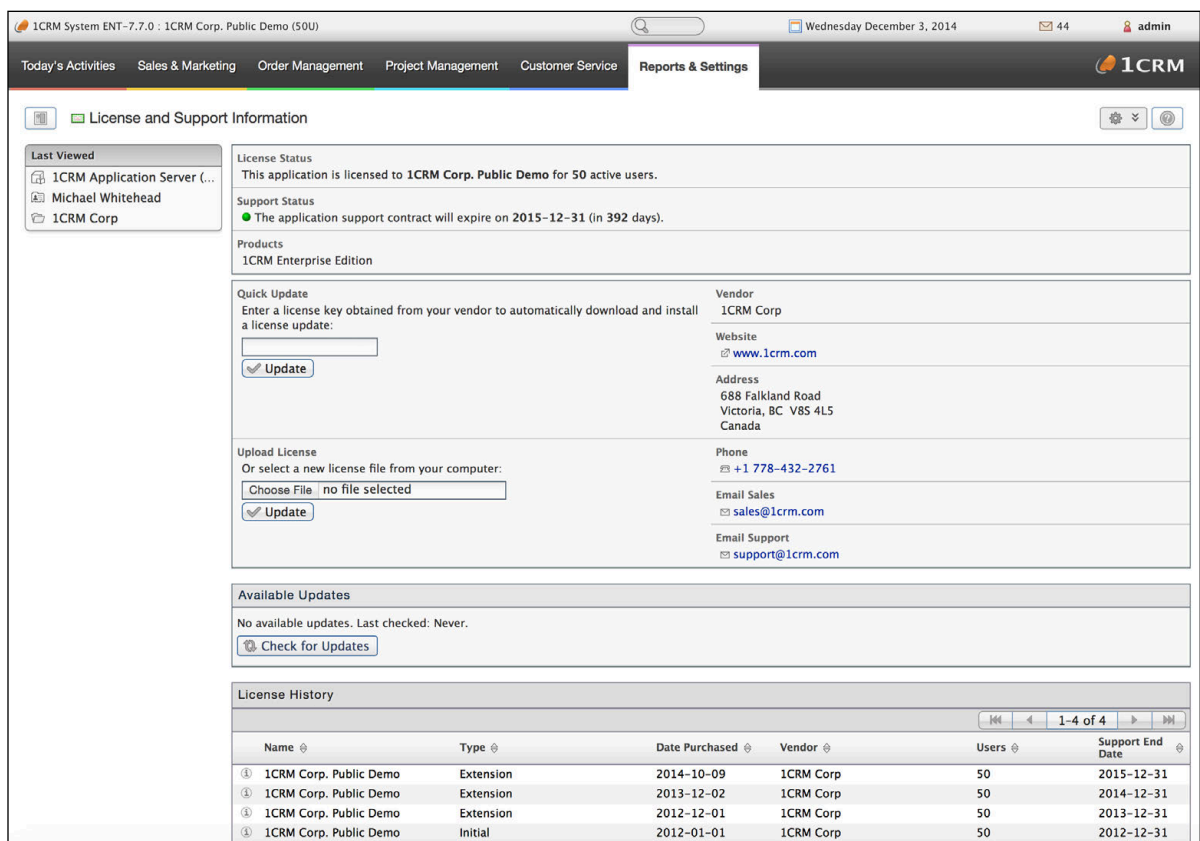 1CRM System ENT-7.7.0 : 1CRM Corp. Public Demo (50U)
Wednesday December 3, 2014
44
admin
Today's Activities
Sales & Marketing
Order Management
Project Management
Customer Service
Reports & Settings
1CRM
License and Support Information
Last Viewed
1CRM Application Server (...
Michael Whitehead
1CRM Corp
License Status
This application is licensed to 1CRM Corp. Public Demo for 50 active users.
Support Status
The application support contract will expire on 2015-12-31 (in 392 days).
Products
1CRM Enterprise Edition
Quick Update
Enter a license key obtained from your vendor to automatically download and install
a license update:
Update
Upload License
Or select a new license file from your computer:
Choose File no file selected
Update
Vendor
1CRM Corp
Website
www.1crm.com
Address
688 Falkland Road
Victoria, BC V8S 4L5
Canada
Phone
+1 778-432-2761
Email Sales
sales@1crm.com
Email Support
support@1crm.com
Available Updates
No available updates. Last checked: Never.
Check for Updates
License History
1-4 of 4
Name Type Date Purchased Vendor Users Support End Date
1CRM Corp. Public Demo Extension 2014-10-09 1CRM Corp 50 2015-12-31
1CRM Corp. Public Demo Extension 2013-12-02 1CRM Corp 50 2014-12-31
1CRM Corp. Public Demo Extension 2012-12-01 1CRM Corp 50 2013-12-31
1CRM Corp. Public Demo Initial 2012-01-01 1CRM Corp 50 2012-12-31